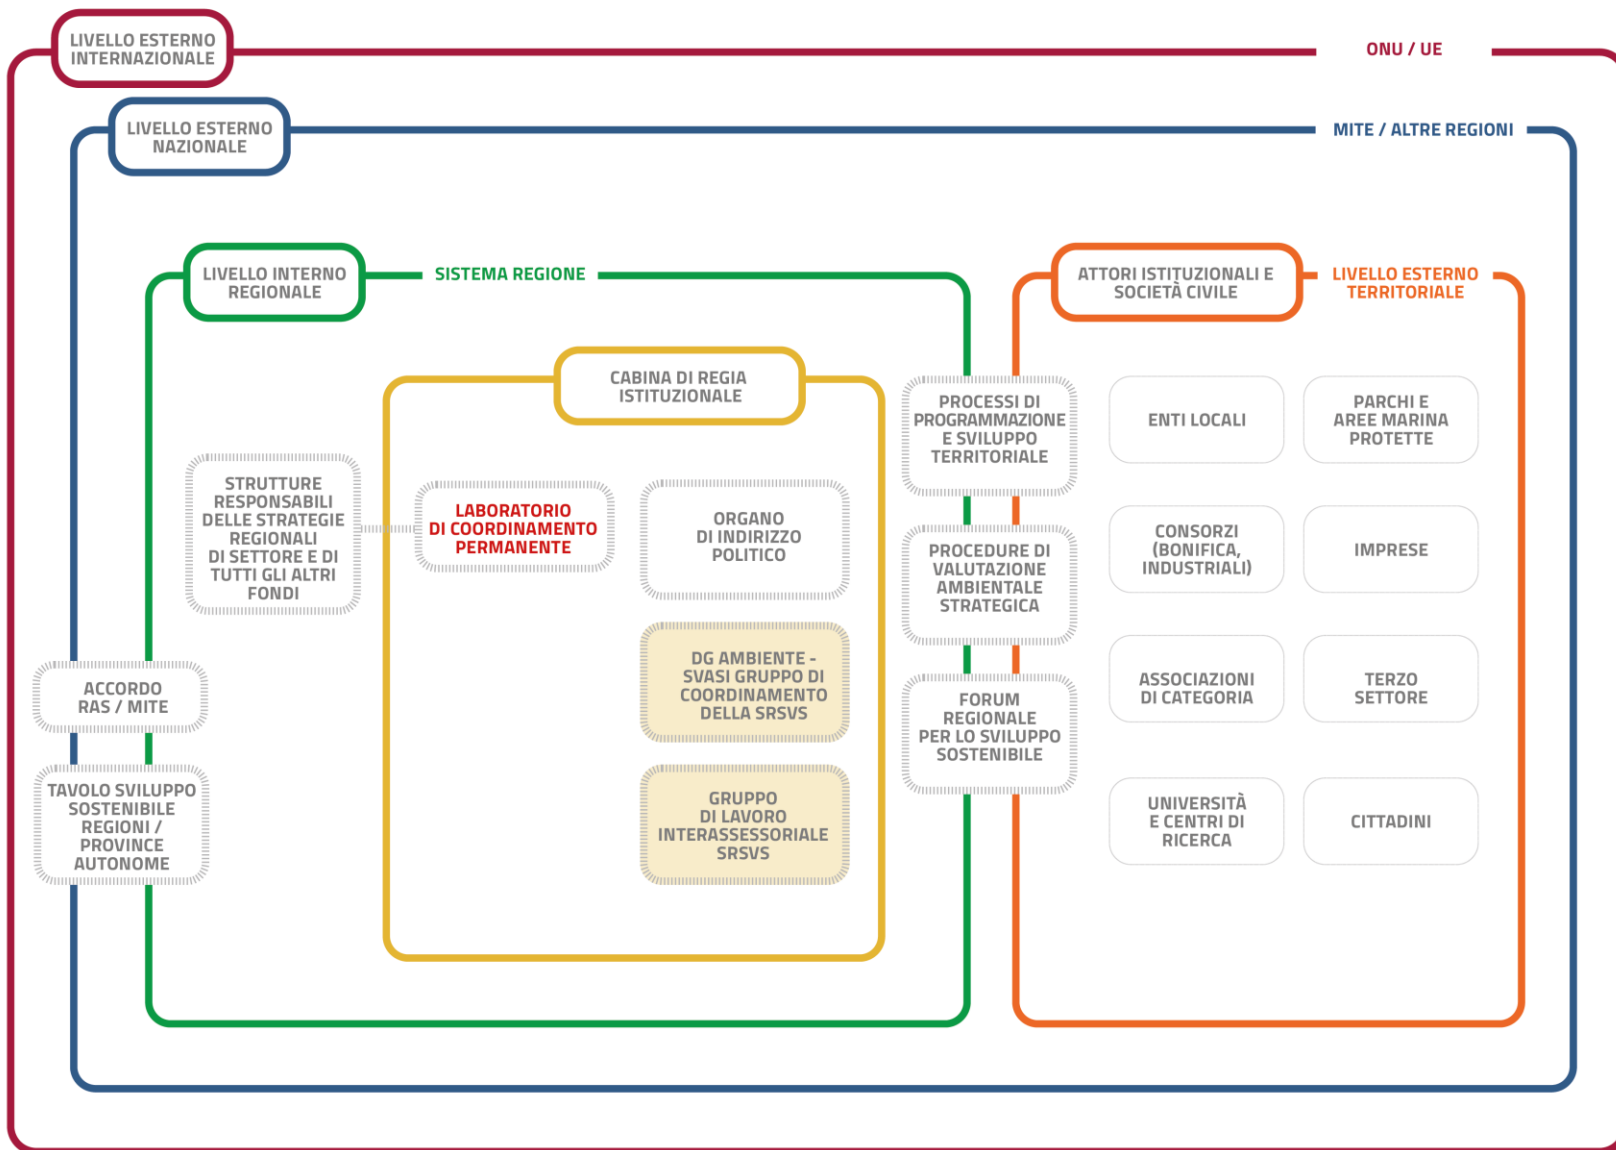 LIVELLO ESTERNO
INTERNAZIONALE
ONU / UE
LIVELLO ESTERNO
NAZIONALE
MITE / ALTRE REGIONI
LIVELLO INTERNO
REGIONALE
SISTEMA REGIONE
ATTORI ISTITUZIONALI E
SOCIETÀ CIVILE
LIVELLO ESTERNO
TERRITORIALE
CABINA DI REGIA
ISTITUZIONALE
STRUTTURE
RESPONSABILI
DELLE STRATEGIE
REGIONALI
DI SETTORE E DI
TUTTI GLI ALTRI
FONDI
LABORATORIO
DI COORDINAMENTO
PERMANENTE
ORGANO
DI INDIRIZZO
POLITICO
DG AMBIENTE -
SVASI GRUPPO DI
COORDINAMENTO
DELLA SRSVS
GRUPPO
DI LAVORO
INTERASSESSORIALE
SRSVS
ACCORDO
RAS / MITE
TAVOLO SVILUPPO
SOSTENIBILE
REGIONI /
PROVINCE
AUTONOME
PROCESSI DI
PROGRAMMAZIONE
E SVILUPPO
TERRITORIALE
PROCEDURE DI
VALUTAZIONE
AMBIENTALE
STRATEGICA
FORUM
REGIONALE
PER LO SVILUPPO
SOSTENIBILE
ENTI LOCALI
PARCHI E
AREE MARINA
PROTETTE
CONSORZI
(BONIFICA,
INDUSTRIALI)
IMPRESE
ASSOCIAZIONI
DI CATEGORIA
TERZO
SETTORE
UNIVERSITÀ
E CENTRI DI
RICERCA
CITTADINI